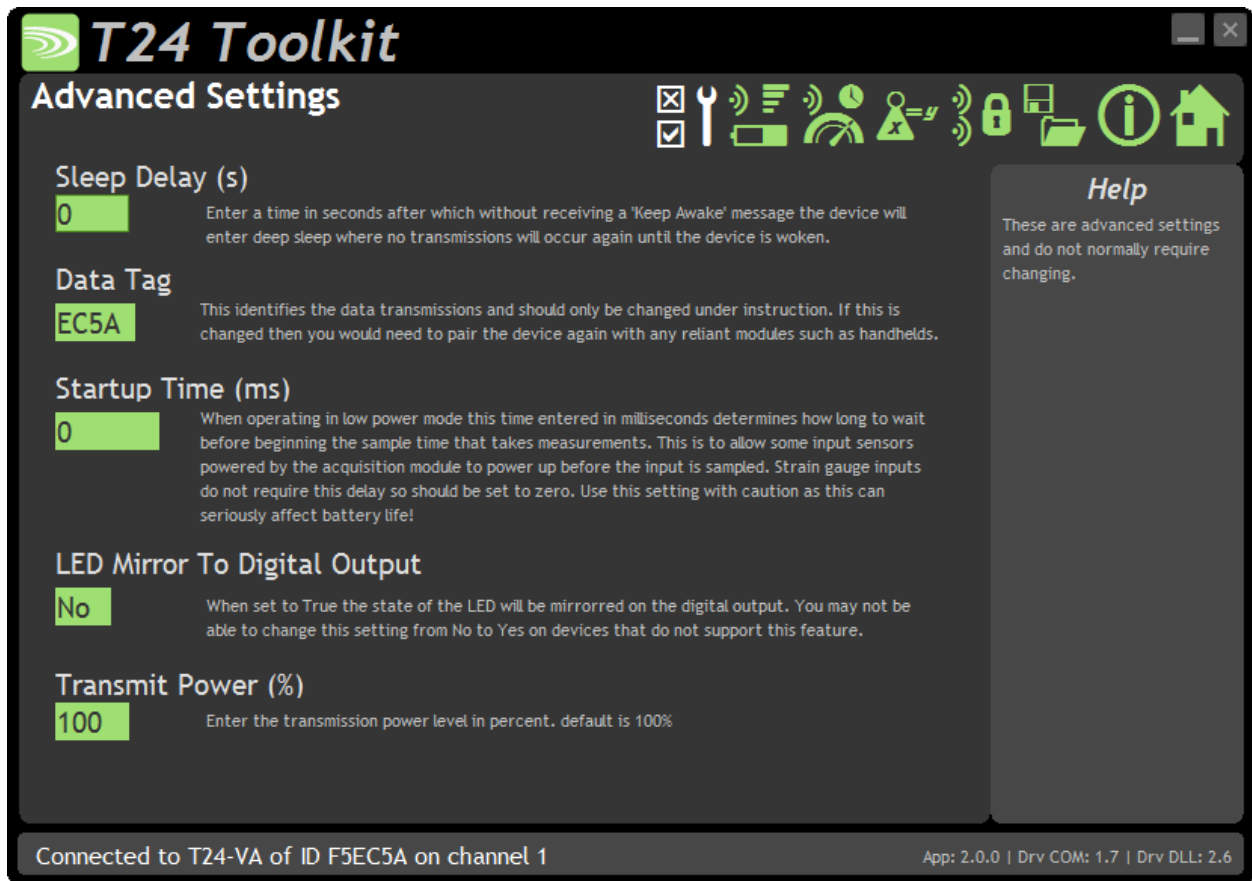 T24 Toolkit
Advanced Settings
x
=y
i
Sleep Delay (s)
0
Enter a time in seconds after which without receiving a 'Keep Awake' message the device will
enter deep sleep where no transmissions will occur again until the device is woken.
Data Tag
EC5A
This identifies the data transmissions and should only be changed under instruction. If this is
changed then you would need to pair the device again with any reliant modules such as handhelds.
Startup Time (ms)
0
When operating in low power mode this time entered in milliseconds determines how long to wait
before beginning the sample time that takes measurements. This is to allow some input sensors
powered by the acquisition module to power up before the input is sampled. Strain gauge inputs
do not require this delay so should be set to zero. Use this setting with caution as this can
seriously affect battery life!
LED Mirror To Digital Output
No
When set to True the state of the LED will be mirrorred on the digital output. You may not be
able to change this setting from No to Yes on devices that do not support this feature.
Transmit Power (%)
100
Enter the transmission power level in percent. default is 100%
Help
These are advanced settings
and do not normally require
changing.
Connected to T24-VA of ID F5EC5A on channel 1
App: 2.0.0 | Drv COM: 1.7 | Drv DLL: 2.6